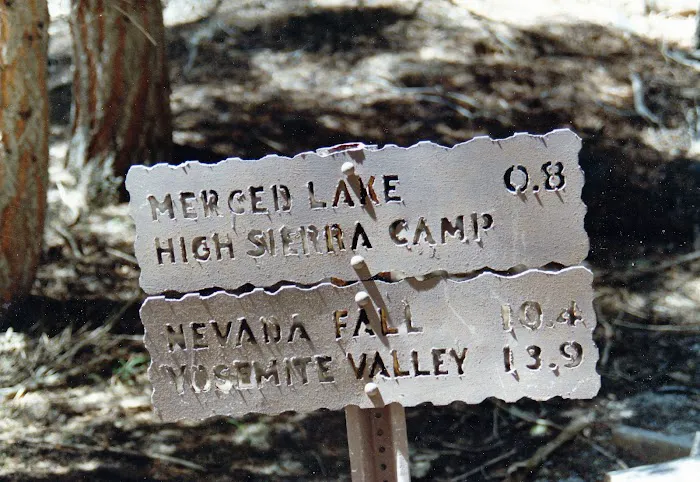 MERCED LAKE 0.8
HIGH SIERRA CAMP
NEVADA FALL 10.4
YOSEMITE VALLEY 13.9